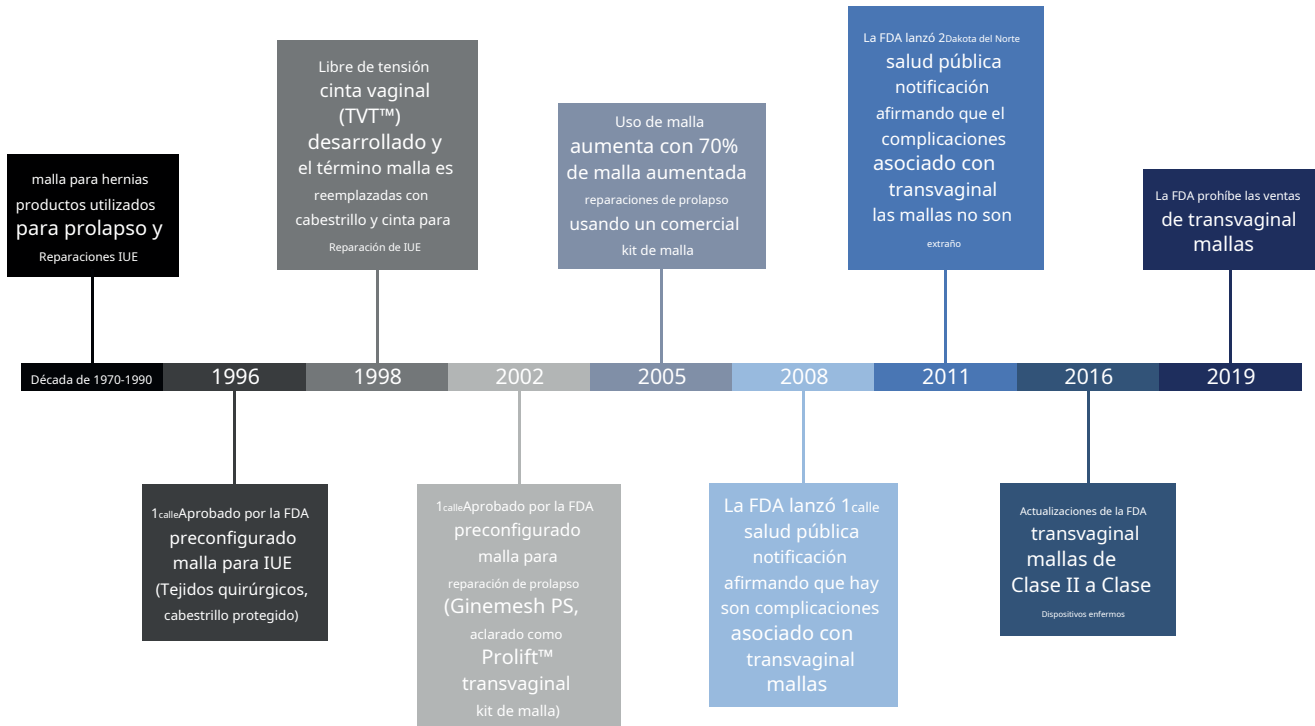 malla para hernias
productos utilizados
para prolapso y
Reparaciones IUE
Libre de tensión
cinta vaginal
(TVT™)
desarrollado y
el término malla es
reemplazadas con
cabestrillo y cinta para
Reparación de IUE
Uso de malla
aumenta con 70%
de malla aumentada
reparaciones de prolapso
usando un comercial
kit de malla
La FDA lanzó 2Dakota del Norte
salud pública
notificación
afirmando que el
complicaciones
asociado con
transvaginal
las mallas no son
extraño
La FDA prohíbe las ventas
de transvaginal
mallas
Década de 1970-1990 1996 1998 2002 2005 2008 2011 2016 2019
1calleAprobado por la FDA
preconfigurado
malla para IUE
(Tejidos quirúrgicos,
cabestrillo protegido)
1calleAprobado por la FDA
preconfigurado
malla para
reparación de prolapso
(Ginemesh PS,
aclarado como
Prolift™
transvaginal
kit de malla)
La FDA lanzó 1calle
salud pública
notificación
afirmando que hay
son complicaciones
asociado con
transvaginal
mallas
Actualizaciones de la FDA
transvaginal
mallas de
Clase II a Clase
Dispositivos enfermos